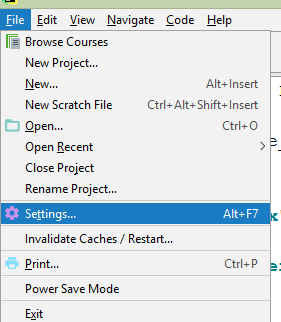 File Edit View Navigate Code Help
Browse Courses
New Project...
New... Alt+Insert
New Scratch File Ctrl+Alt+Shift+Insert
Open... Ctrl+O
Open Recent
Close Project
Rename Project...
Settings... Alt+F7
Invalidate Caches / Restart...
Print... Ctrl+P
Power Save Mode
Exit